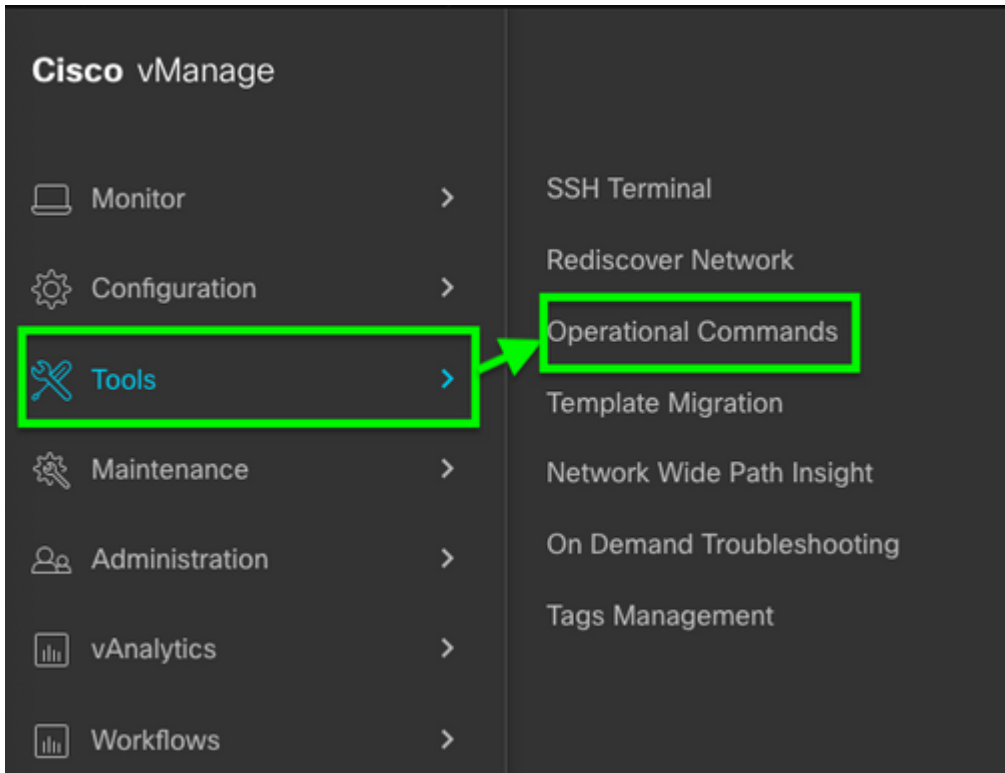 Cisco vManage
Monitor
Configuration
Tools
Maintenance
Administration
vAnalytics
Workflows
SSH Terminal
Rediscover Network
Operational Commands
Template Migration
Network Wide Path Insight
On Demand Troubleshooting
Tags Management